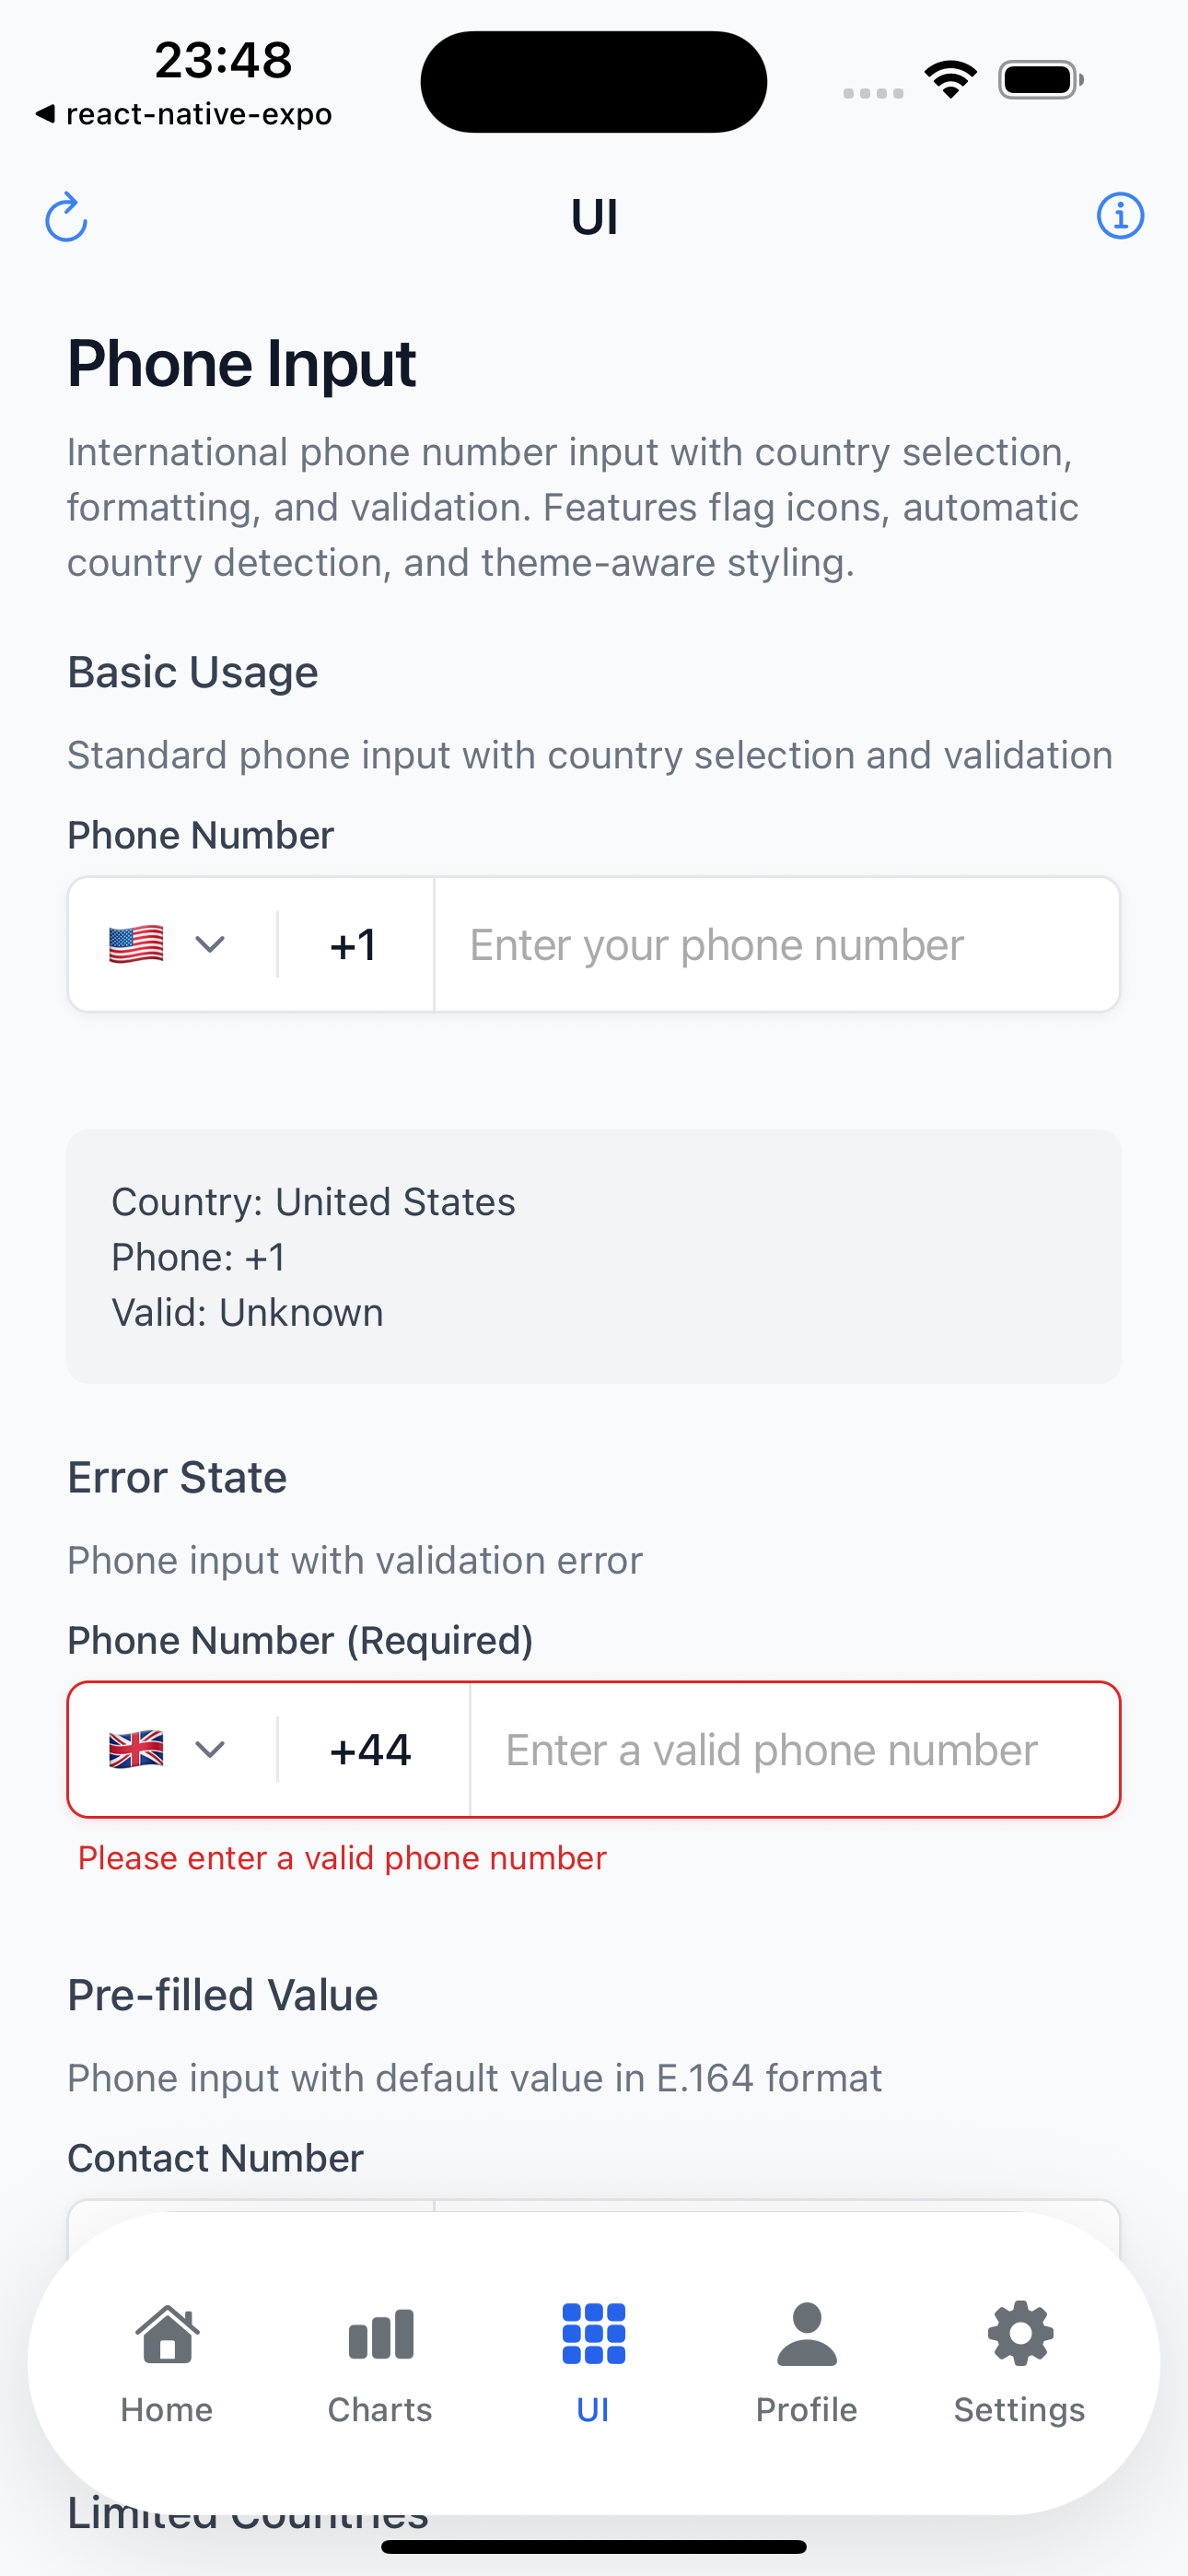 23:48
◀ react-native-expo
UI
Phone Input
International phone number input with country selection,
formatting, and validation. Features flag icons, automatic
country detection, and theme-aware styling.
Basic Usage
Standard phone input with country selection and validation
Phone Number
+1
Enter your phone number
Country: United States
Phone: +1
Valid: Unknown
Error State
Phone input with validation error
Phone Number (Required)
+44
Enter a valid phone number
Please enter a valid phone number
Pre-filled Value
Phone input with default value in E.164 format
Contact Number
Home
Charts
UI
Profile
Settings
Limited Countries